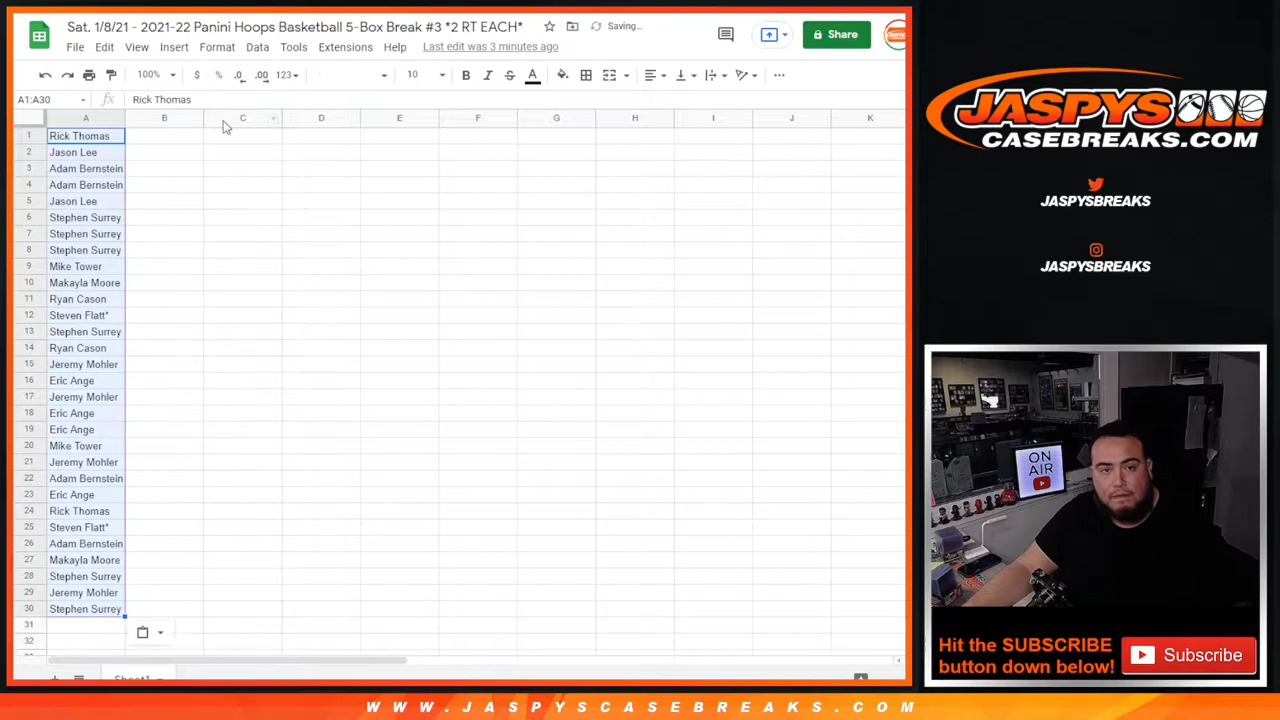 Sat. 1/8/21 - 2021-22 Panini Hoops Basketball 5-Box Break #3 *2 RT EACH*
Saving...
File Edit View Insert Format Data Tools Extensions Help Last edit was 3 minutes ago
Share
100% $ % .0 .00 123 10 B I S A
A1:A30 fx Rick Thomas
A B C D E F G H I J K
1 Rick Thomas
2 Jason Lee
3 Adam Bernstein
4 Adam Bernstein
5 Jason Lee
6 Stephen Surrey
7 Stephen Surrey
8 Stephen Surrey
9 Mike Tower
10 Makayla Moore
11 Ryan Cason
12 Steven Flatt*
13 Stephen Surrey
14 Ryan Cason
15 Jeremy Mohler
16 Eric Ange
17 Jeremy Mohler
18 Eric Ange
19 Eric Ange
20 Mike Tower
21 Jeremy Mohler
22 Adam Bernstein
23 Eric Ange
24 Rick Thomas
25 Steven Flatt*
26 Adam Bernstein
27 Makayla Moore
28 Stephen Surrey
29 Jeremy Mohler
30 Stephen Surrey
31
32
Sheet1
JASPYS
CASEBREAKS.COM
JASPYSBREAKS
JASPYSBREAKS
ON
AIR
Hit the SUBSCRIBE
button down below!
Subscribe
WWW.JASPYSCASEBREAKS.COM